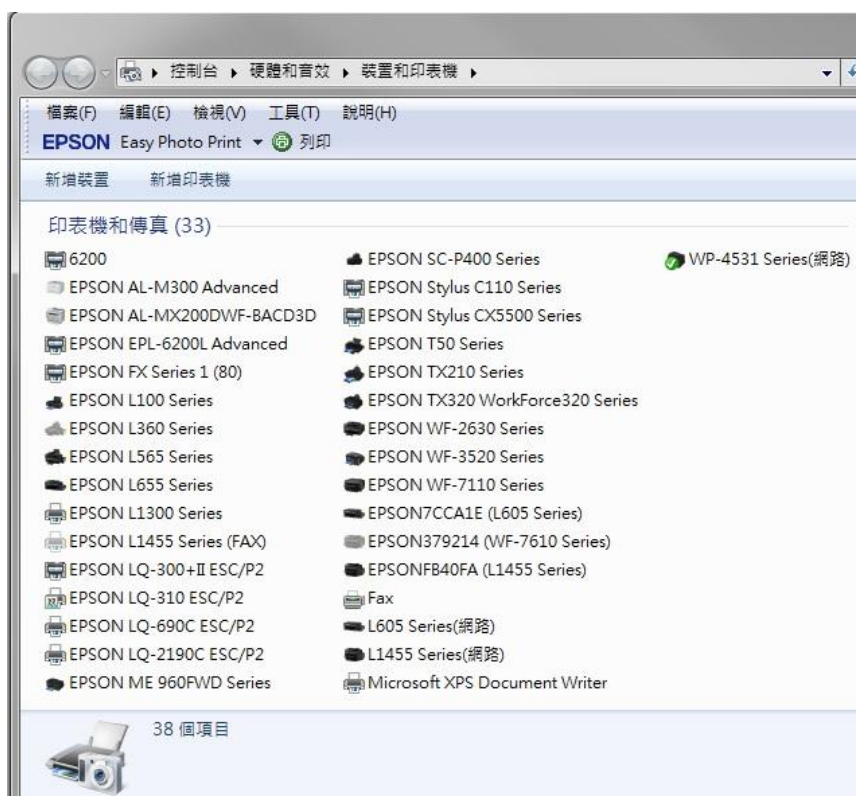 控制台 硬體和音效 裝置和印表機
檔案(F) 編輯(E) 檢視(V) 工具(T) 說明(H)
EPSON Easy Photo Print 列印
新增裝置 新增印表機
印表機和傳真 (33)
6200
EPSON AL-M300 Advanced
EPSON AL-MX200DWF-BACD3D
EPSON EPL-6200L Advanced
EPSON FX Series 1 (80)
EPSON L100 Series
EPSON L360 Series
EPSON L565 Series
EPSON L655 Series
EPSON L1300 Series
EPSON L1455 Series (FAX)
EPSON LQ-300+II ESC/P2
EPSON LQ-310 ESC/P2
EPSON LQ-690C ESC/P2
EPSON LQ-2190C ESC/P2
EPSON ME 960FWD Series
EPSON SC-P400 Series
EPSON Stylus C110 Series
EPSON Stylus CX5500 Series
EPSON T50 Series
EPSON TX210 Series
EPSON TX320 WorkForce320 Series
EPSON WF-2630 Series
EPSON WF-3520 Series
EPSON WF-7110 Series
EPSON7CCA1E (L605 Series)
EPSON379214 (WF-7610 Series)
EPSONFB40FA (L1455 Series)
Fax
L605 Series(網路)
L1455 Series(網路)
Microsoft XPS Document Writer
WP-4531 Series(網路)
38 個項目